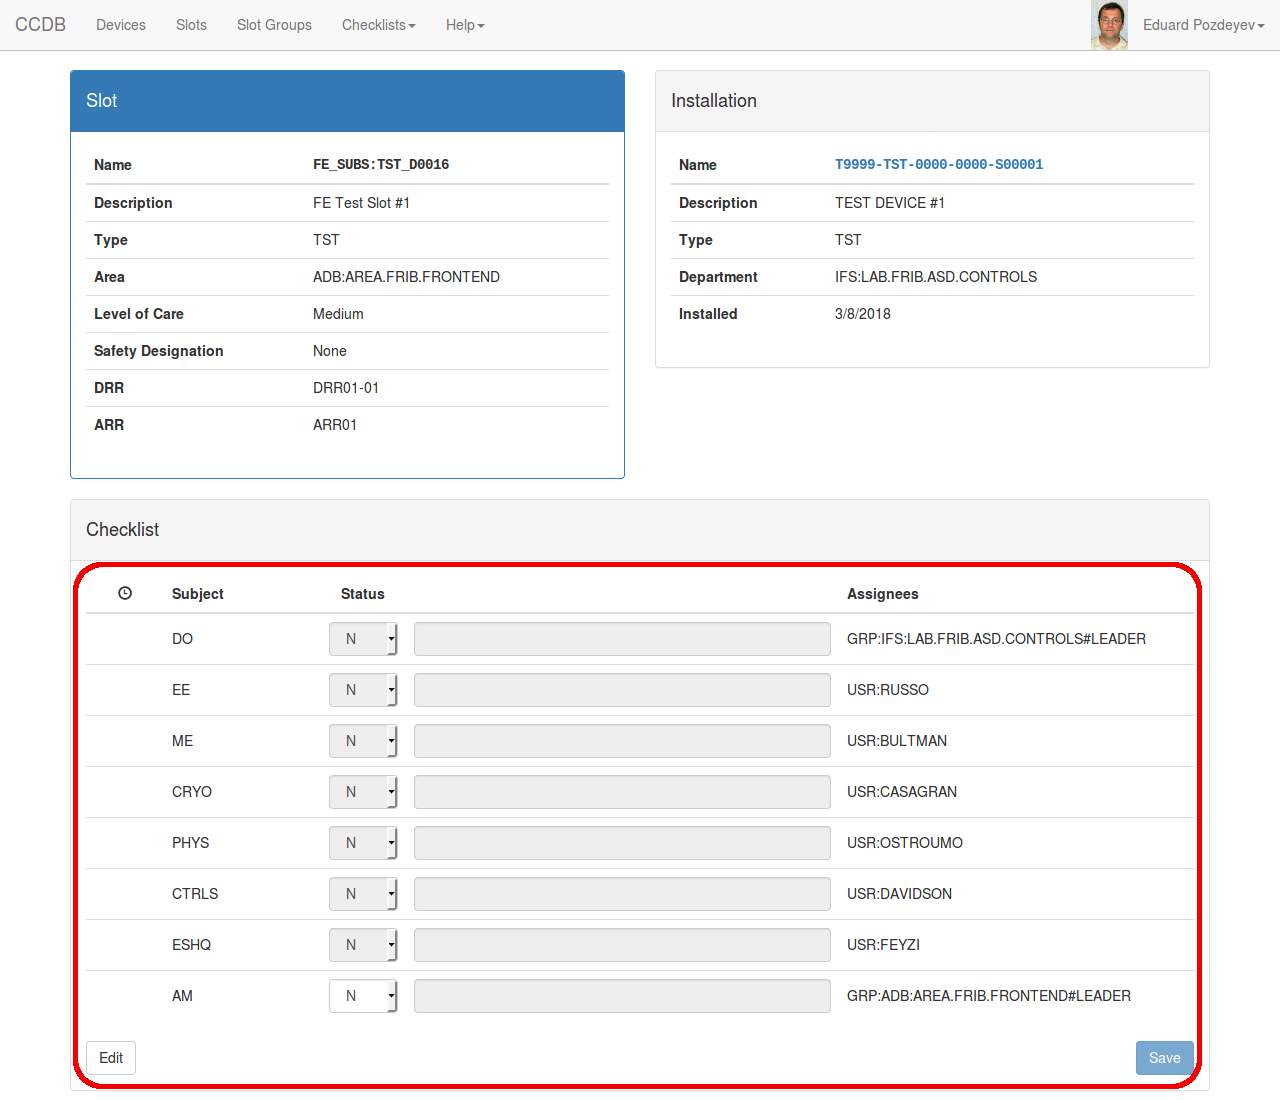 CCDB Devices Slots Slot Groups Checklists Help Eduard Pozdeyev
Slot
Name FE_SUBS:TST_D0016
Description FE Test Slot #1
Type TST
Area ADB:AREA.FRIB.FRONTEND
Level of Care Medium
Safety Designation None
DRR DRR01-01
ARR ARR01
Installation
Name T9999-TST-0000-0000-S00001
Description TEST DEVICE #1
Type TST
Department IFS:LAB.FRIB.ASD.CONTROLS
Installed 3/8/2018
Checklist
Subject Status Assignees
DO N GRP:IFS:LAB.FRIB.ASD.CONTROLS#LEADER
EE N USR:RUSSO
ME N USR:BULTMAN
CRYO N USR:CASAGRAN
PHYS N USR:OSTROUMO
CTRLS N USR:DAVIDSON
ESHQ N USR:FEYZI
AM N GRP:ADB:AREA.FRIB.FRONTEND#LEADER
Edit Save